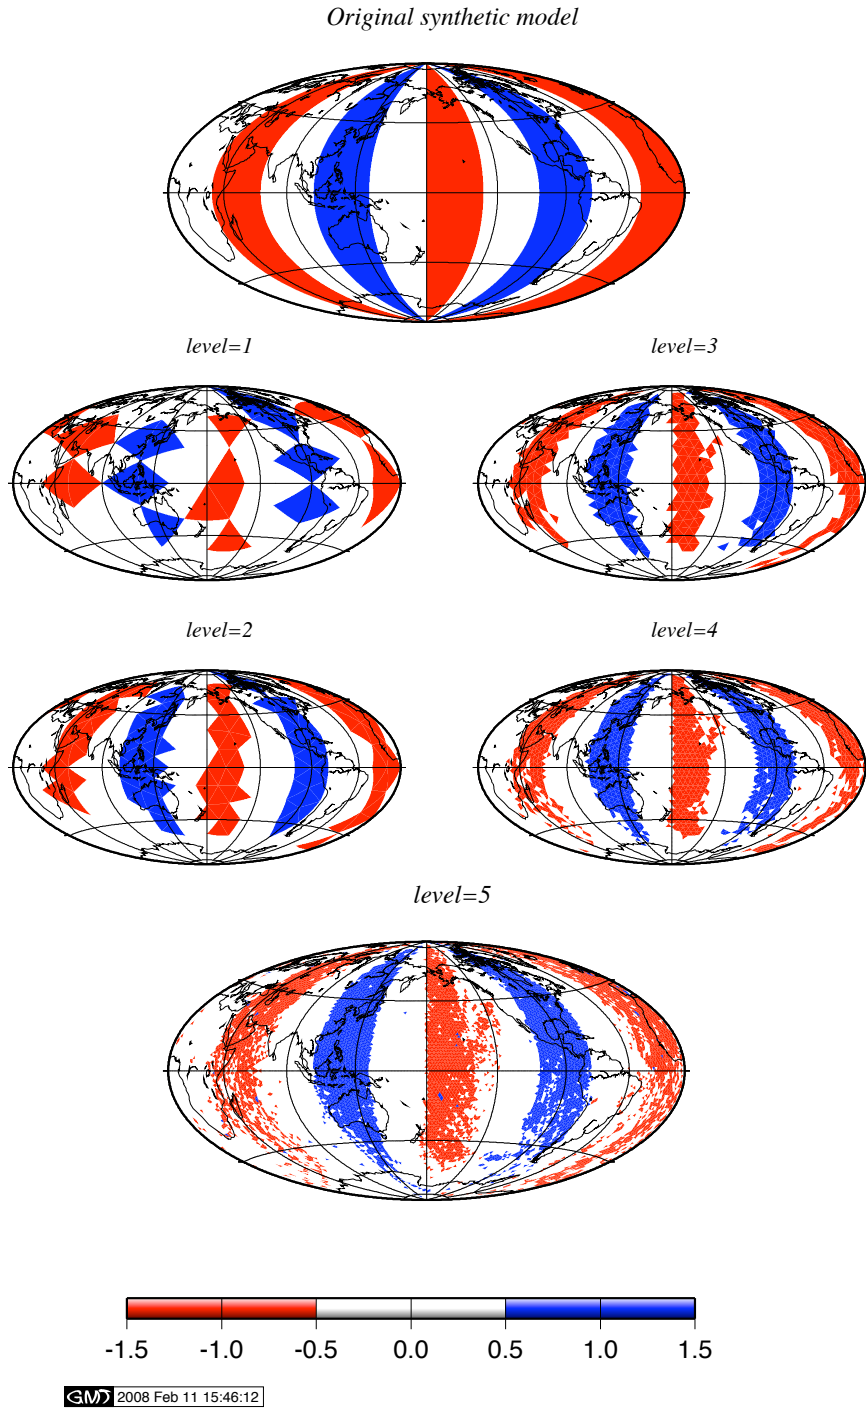 Original synthetic model
level=1
level=3
level=2
level=4
level=5
-1.5 -1.0 -0.5 0.0 0.5 1.0 1.5
GMT 2008 Feb 11 15:46:12